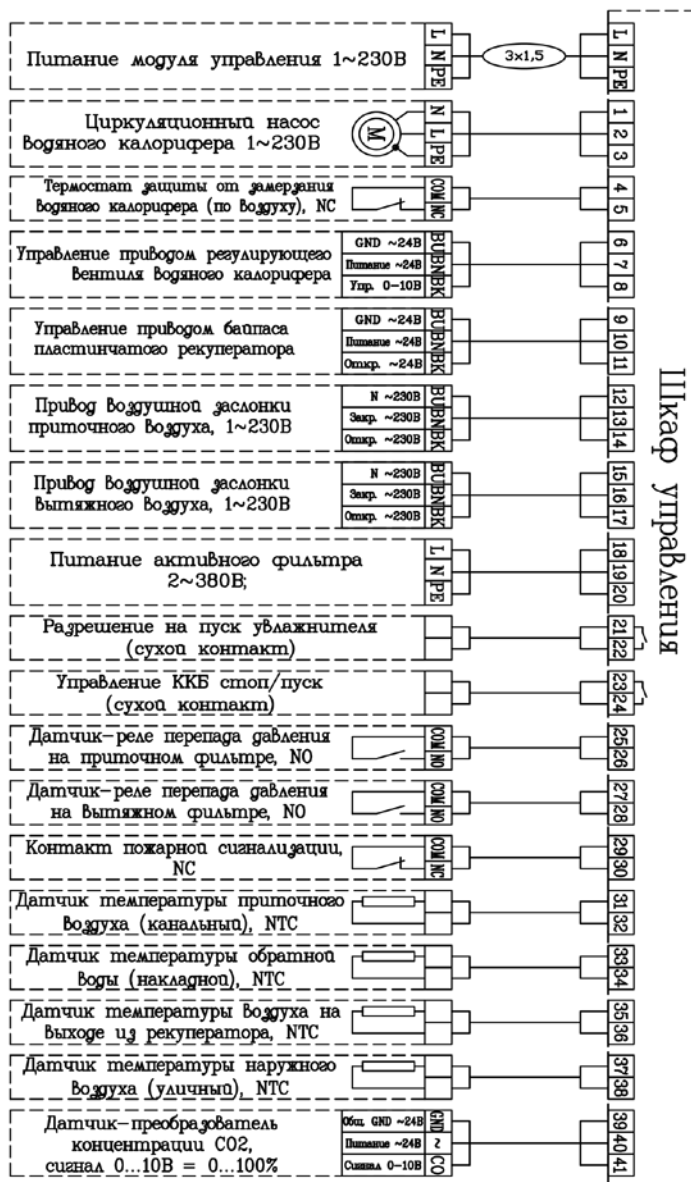 Питание модуля управления 1~230В
L
N
PE
3x1,5
L
N
PE
Циркуляционный насос
водяного калорифера 1~230В
M
N
L
PE
1
2
3
Термостат защиты от замерзания
водяного калорифера (по воздуху), NC
COM
NC
4
5
Управление приводом регулирующего
вентиля водяного калорифера
GND ~24В
Питание ~24В
Упр. 0-10В
BU
BN
BK
6
7
8
Управление приводом байпаса
пластинчатого рекуператора
GND ~24В
Питание ~24В
Откр. ~24В
BU
BN
BK
9
10
11
Привод воздушной заслонки
приточного воздуха, 1~230В
N ~230В
Закр. ~230В
Откр. ~230В
BU
BN
BK
12
13
14
Привод воздушной заслонки
вытяжного воздуха, 1~230В
N ~230В
Закр. ~230В
Откр. ~230В
BU
BN
BK
15
16
17
Питание активного фильтра
2~380В;
L
N
PE
18
19
20
Разрешение на пуск увлажнителя
(сухой контакт)
21
22
Управление ККБ стоп/пуск
(сухой контакт)
23
24
Датчик-реле перепада давления
на приточном фильтре, NO
COM
NO
25
26
Датчик-реле перепада давления
на вытяжном фильтре, NO
COM
NO
27
28
Контакт пожарной сигнализации,
NC
COM
NC
29
30
Датчик температуры приточного
воздуха (канальный), NTC
31
32
Датчик температуры обратной
воды (накладной), NTC
33
34
Датчик температуры воздуха на
выходе из рекуператора, NTC
35
36
Датчик температуры наружного
воздуха (уличный), NTC
37
38
Датчик-преобразователь
концентрации СО2,
сигнал 0...10В = 0...100%
Общ. GND ~24В
Питание ~24В
Сигнал 0-10В
GND
~
CO
39
40
41
Шкаф управления